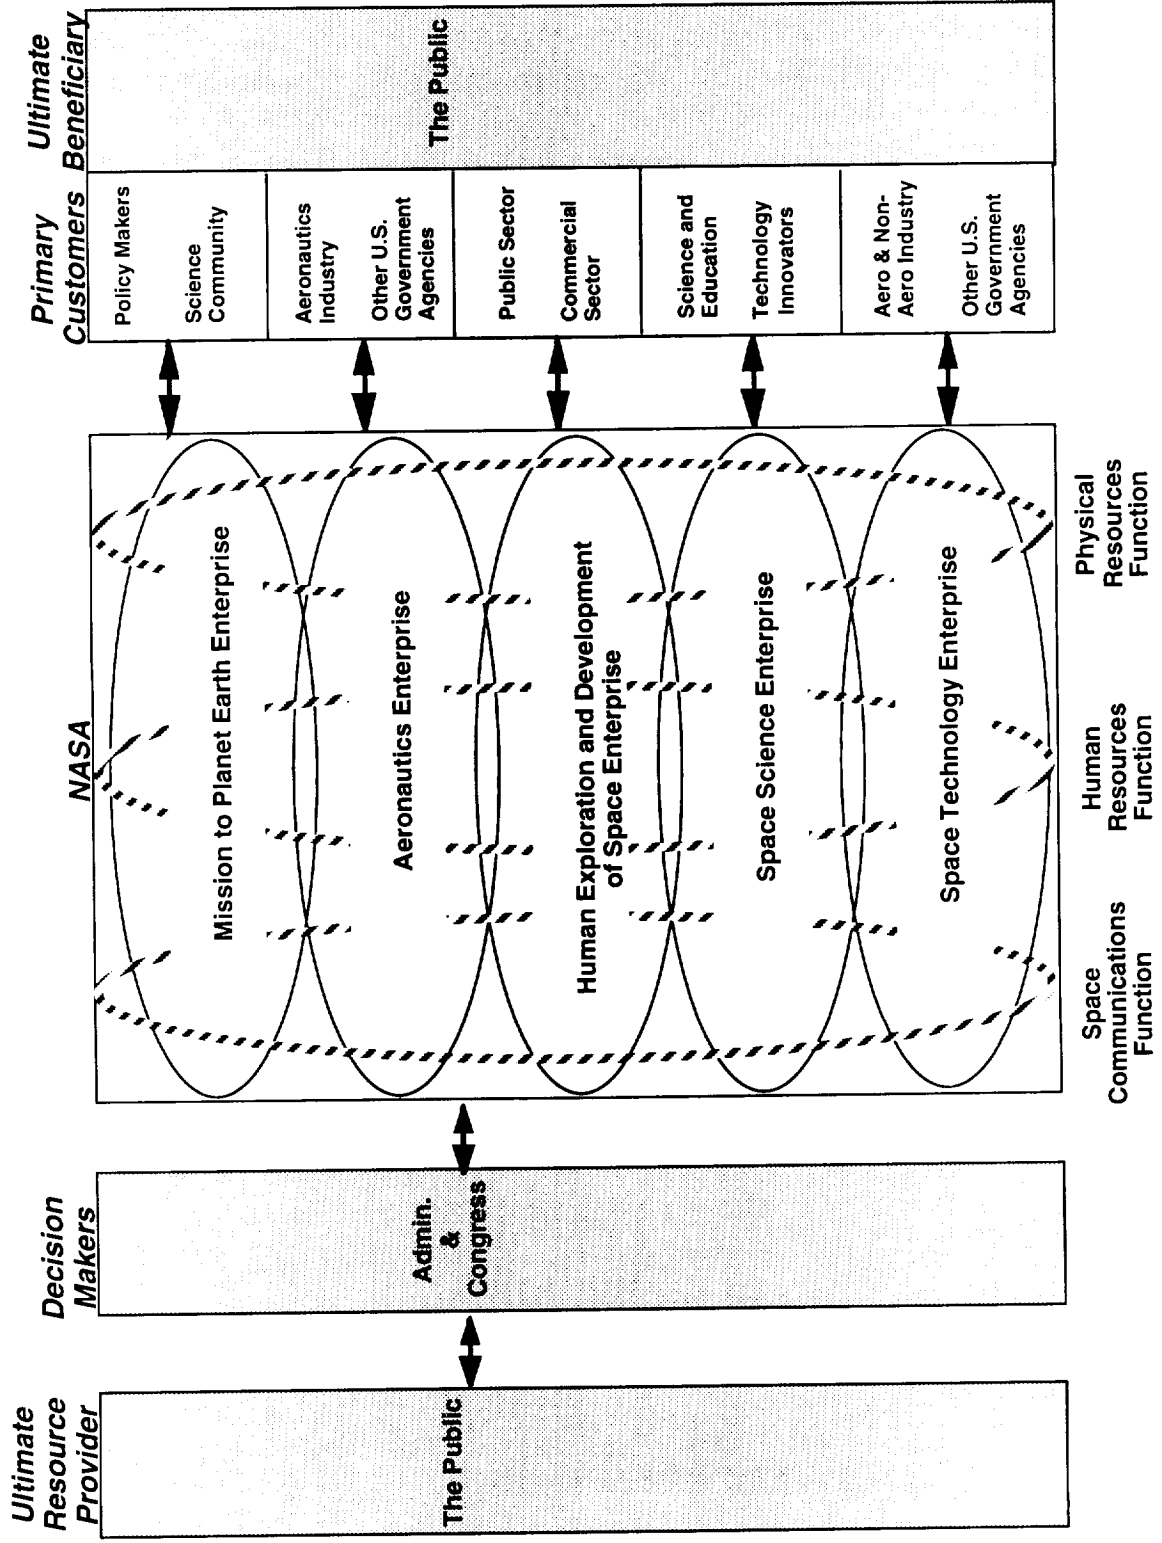 Ultimate
Resource
Provider
The Public
Decision
Makers
Admin.
&
Congress
NASA
Mission to Planet Earth Enterprise
Aeronautics Enterprise
Human Exploration and Development
of Space Enterprise
Space Science Enterprise
Space Technology Enterprise
Space
Communications
Function
Human
Resources
Function
Physical
Resources
Function
Primary
Customers
Policy Makers
Science
Community
Aeronautics
Industry
Other U.S.
Government
Agencies
Public Sector
Commercial
Sector
Science and
Education
Technology
Innovators
Aero & Non-
Aero Industry
Other U.S.
Government
Agencies
Ultimate
Beneficiary
The Public